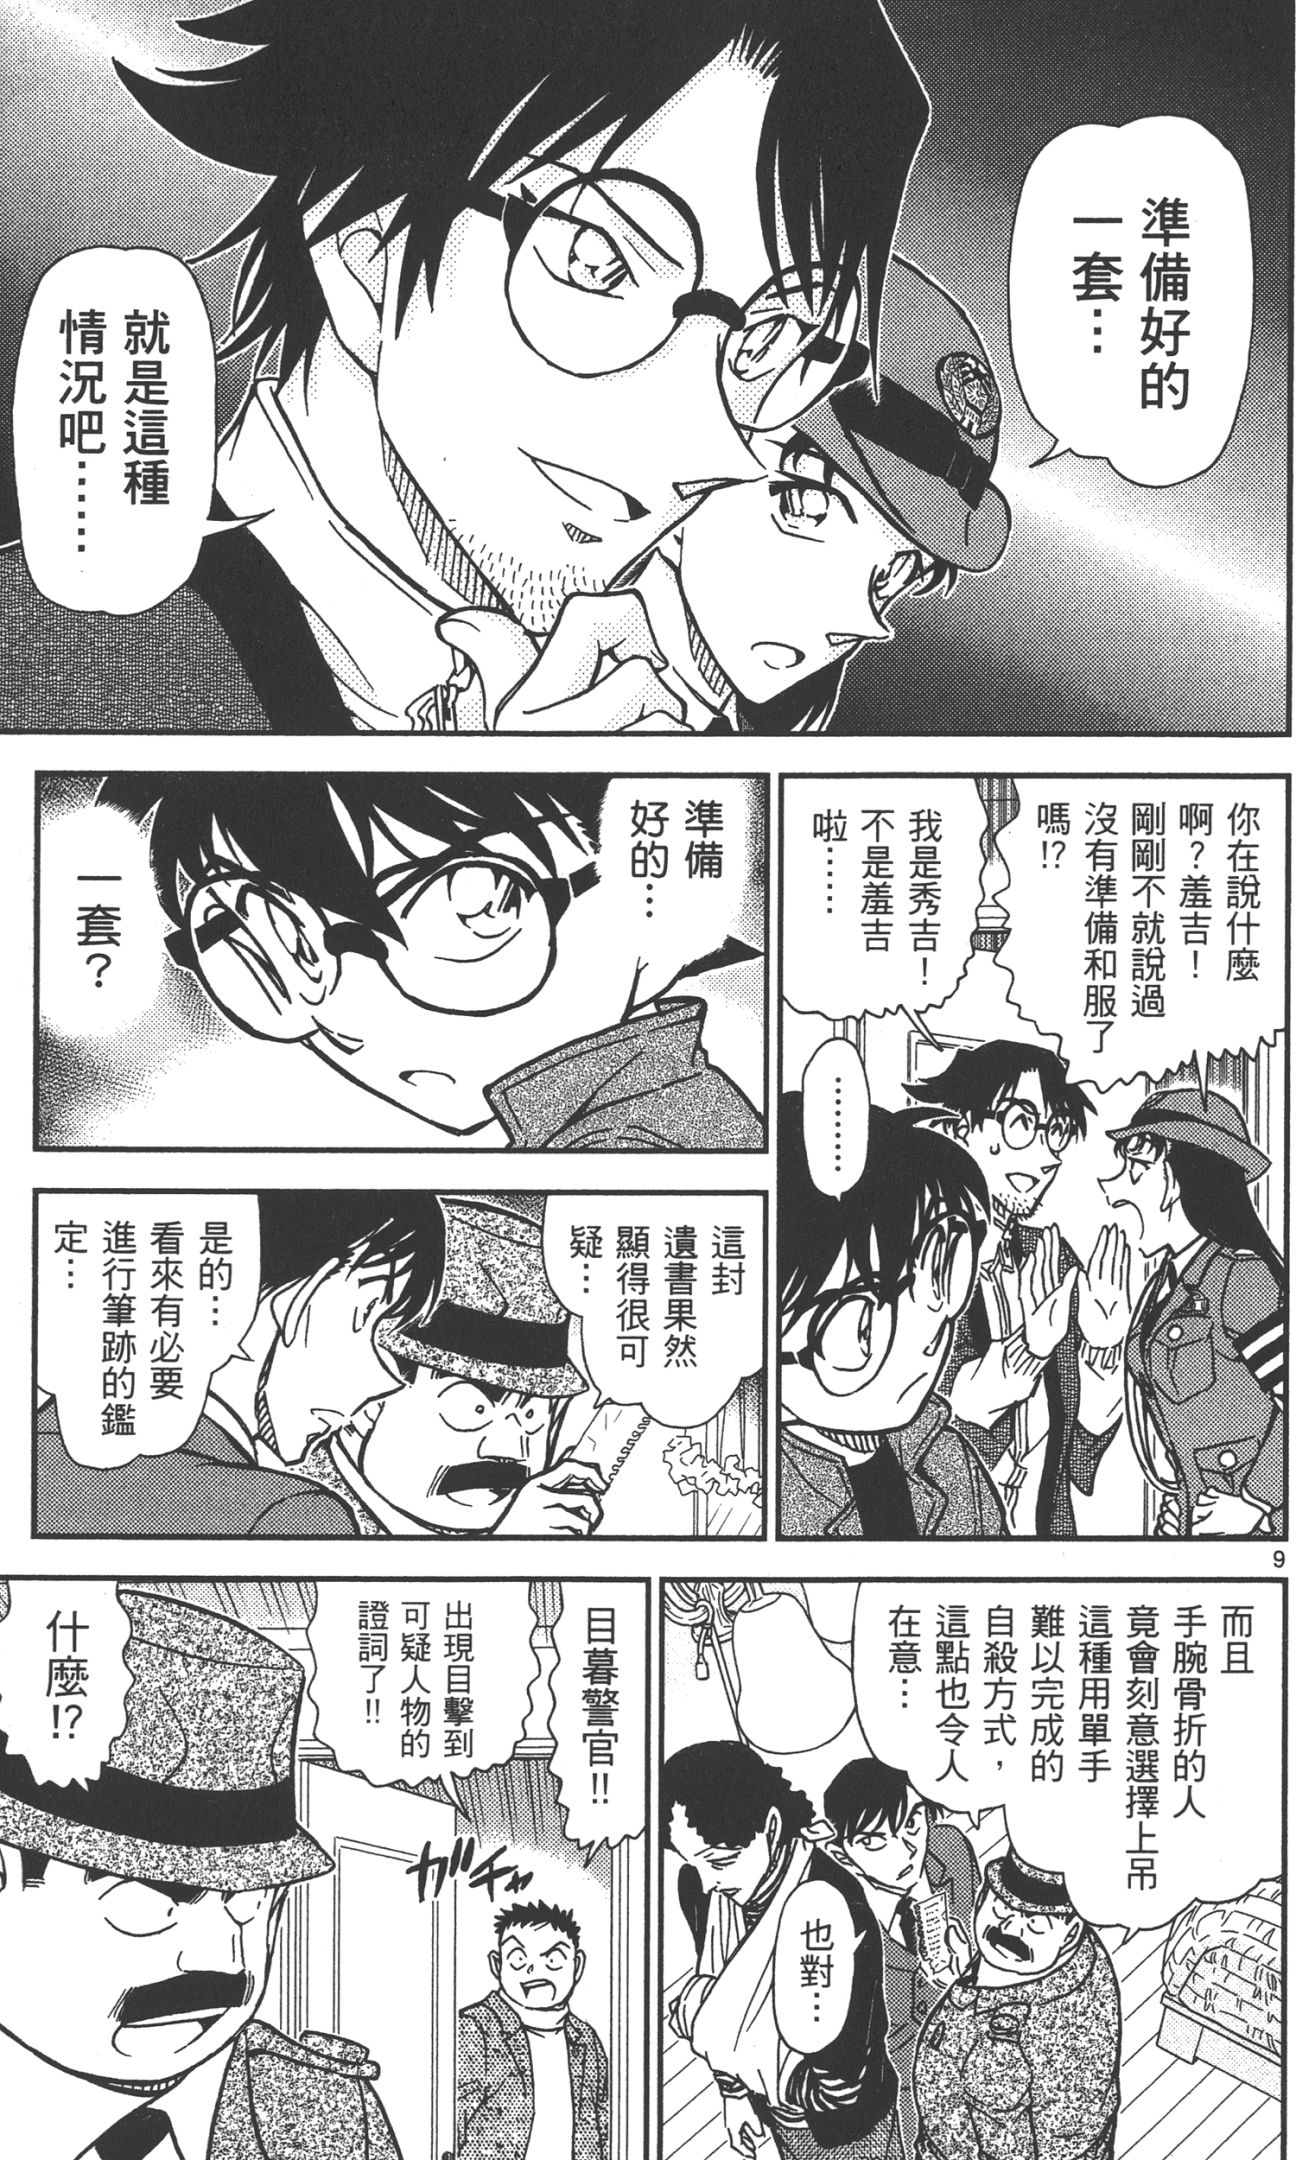 準備好的
一套…
就是這種
情況吧……
你在說什麼
啊？羞吉！
剛剛不就說過
沒有準備和服了
嗎!?
我是秀吉！
不是羞吉
啦……
………
準備
好的…
一套？
這封
遺書果然
顯得很可
疑…
是的…
看來有必要
進行筆跡的鑑
定…
9
而且
手腕骨折的人
竟會刻意選擇上吊
這種用單手
難以完成的
自殺方式，
這點也令人
在意…
也對…
目暮警官!!
出現目擊到
可疑人物的
證詞了!!
ガチャ
什麼!?